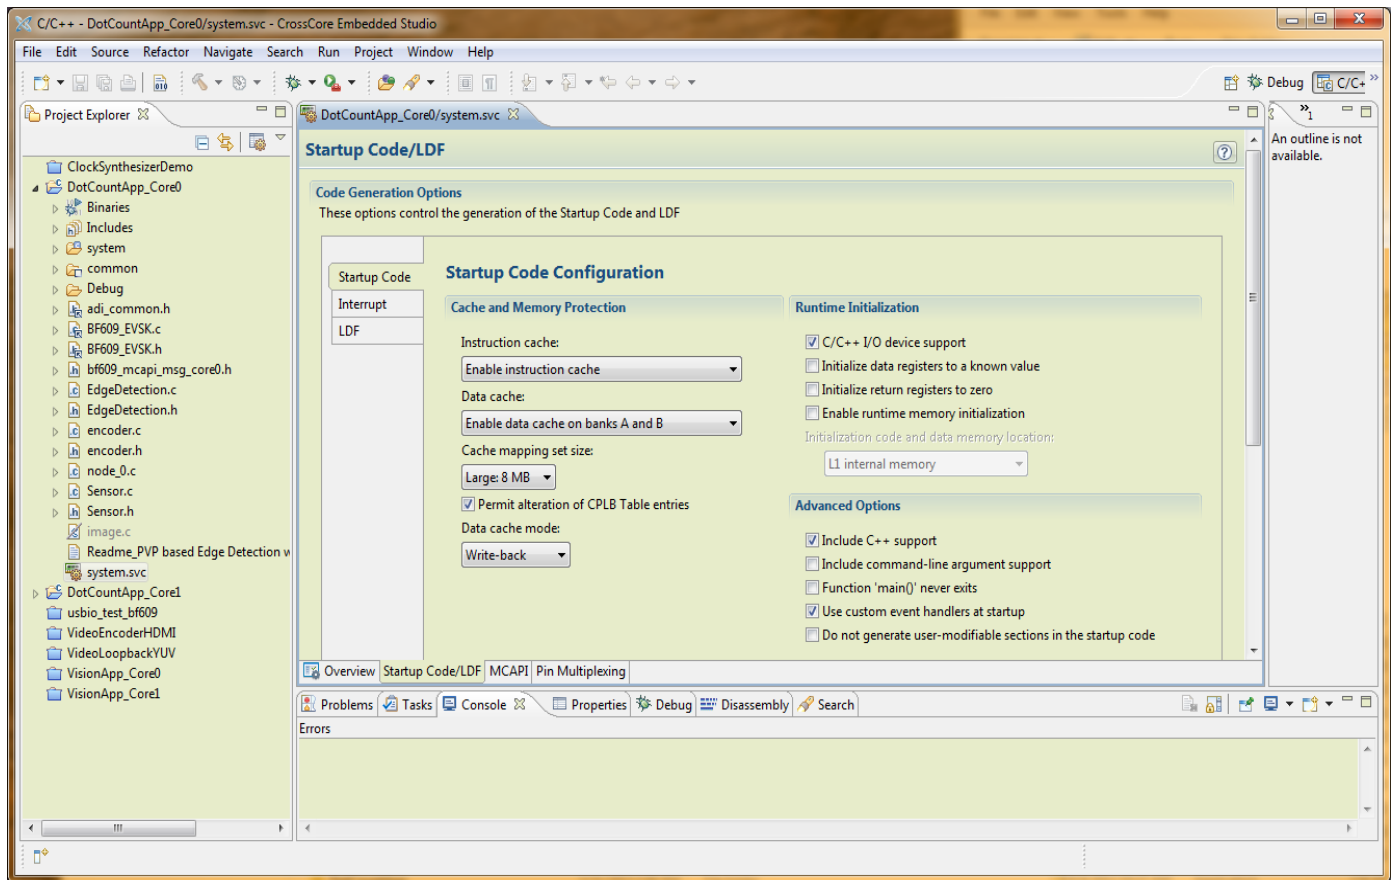 C/C++ - DotCountApp_Core0/system.svc - CrossCore Embedded Studio
File Edit Source Refactor Navigate Search Run Project Window Help
Debug C/C+
Project Explorer
ClockSynthesizerDemo
DotCountApp_Core0
Binaries
Includes
system
common
Debug
adi_common.h
BF609_EVSK.c
BF609_EVSK.h
bf609_mcapi_msg_core0.h
EdgeDetection.c
EdgeDetection.h
encoder.c
encoder.h
node_0.c
Sensor.c
Sensor.h
image.c
Readme_PVP based Edge Detection w
system.svc
DotCountApp_Core1
usbio_test_bf609
VideoEncoderHDMI
VideoLoopbackYUV
VisionApp_Core0
VisionApp_Core1
DotCountApp_Core0/system.svc
Startup Code/LDF
Code Generation Options
These options control the generation of the Startup Code and LDF
Startup Code
Interrupt
LDF
Startup Code Configuration
Cache and Memory Protection
Instruction cache:
Enable instruction cache
Data cache:
Enable data cache on banks A and B
Cache mapping set size:
Large: 8 MB
Permit alteration of CPLB Table entries
Data cache mode:
Write-back
Runtime Initialization
C/C++ I/O device support
Initialize data registers to a known value
Initialize return registers to zero
Enable runtime memory initialization
Initialization code and data memory location:
L1 internal memory
Advanced Options
Include C++ support
Include command-line argument support
Function 'main()' never exits
Use custom event handlers at startup
Do not generate user-modifiable sections in the startup code
Overview Startup Code/LDF MCAPI Pin Multiplexing
1
An outline is not
available.
Problems Tasks Console Properties Debug Disassembly Search
Errors